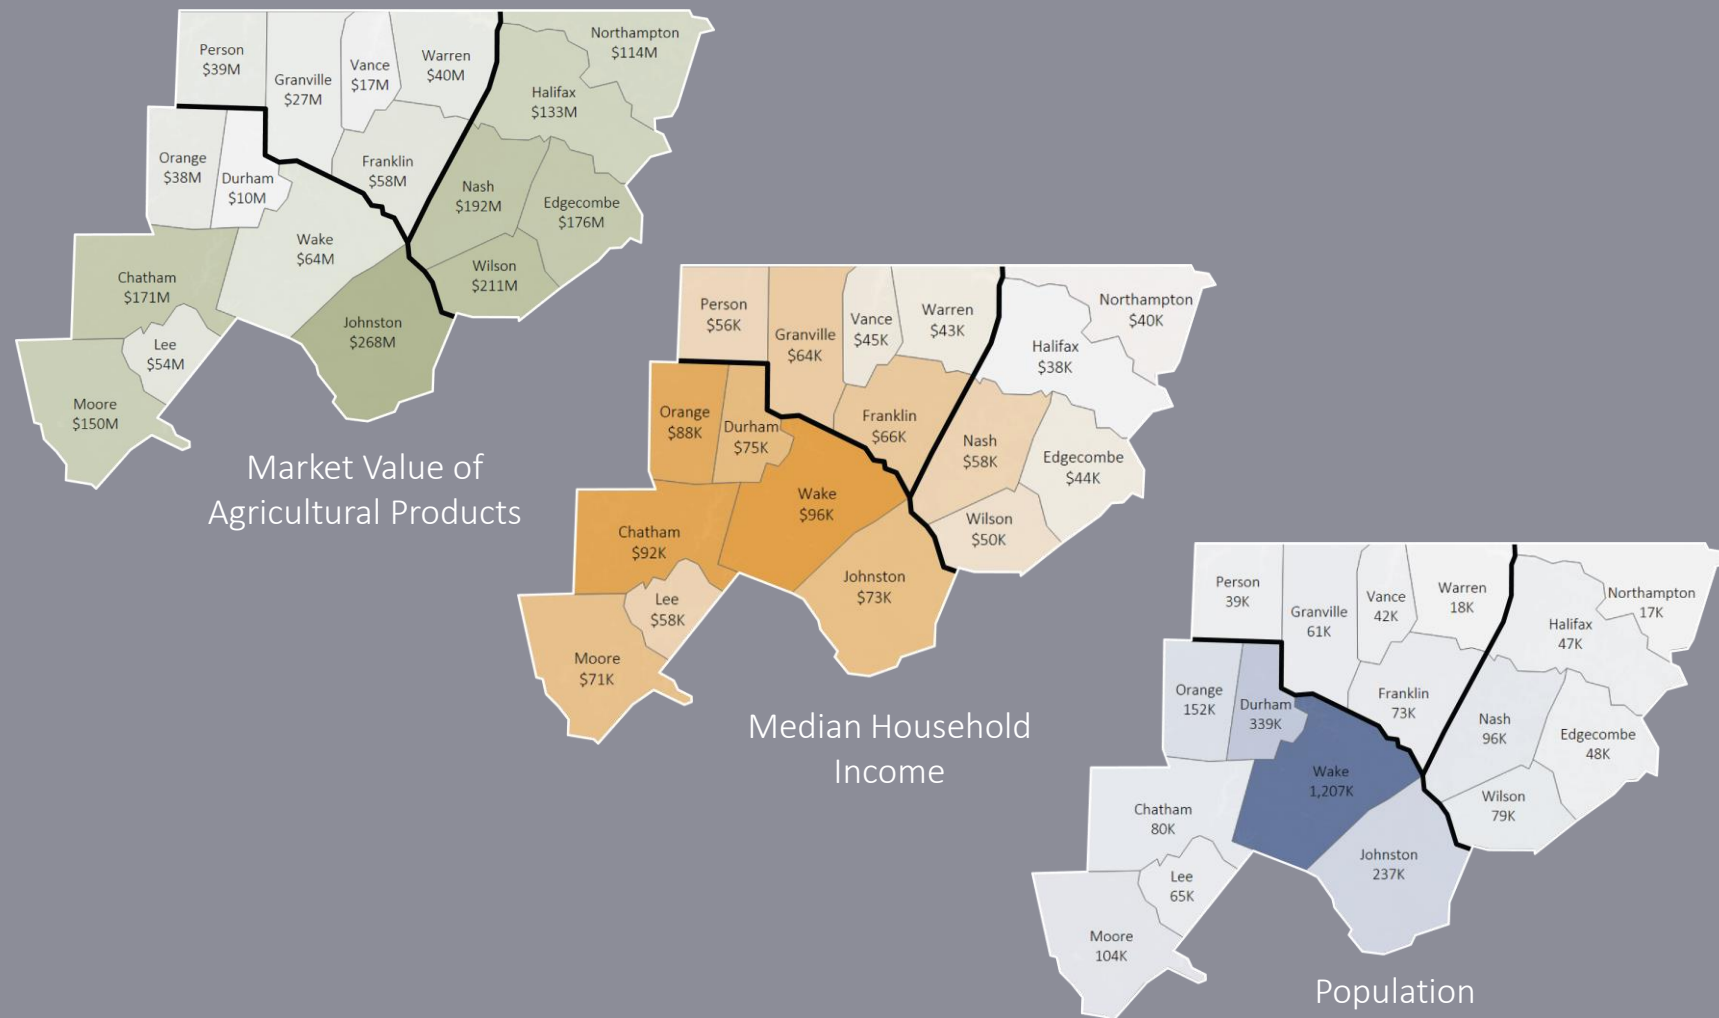 Person
$39M
Granville
$27M
Vance
$17M
Warren
$40M
Northampton
$114M
Halifax
$133M
Orange
$38M
Durham
$10M
Franklin
$58M
Nash
$192M
Edgecombe
$176M
Wake
$64M
Wilson
$211M
Chatham
$171M
Johnston
$268M
Lee
$54M
Moore
$150M
Market Value of
Agricultural Products
Person
$56K
Granville
$64K
Vance
$45K
Warren
$43K
Northampton
$40K
Halifax
$38K
Orange
$88K
Durham
$75K
Franklin
$66K
Nash
$58K
Edgecombe
$44K
Wake
$96K
Wilson
$50K
Chatham
$92K
Johnston
$73K
Lee
$58K
Moore
$71K
Median Household
Income
Person
39K
Granville
61K
Vance
42K
Warren
18K
Northampton
17K
Halifax
47K
Orange
152K
Durham
339K
Franklin
73K
Nash
96K
Edgecombe
48K
Wake
1,207K
Wilson
79K
Chatham
80K
Johnston
237K
Lee
65K
Moore
104K
Population